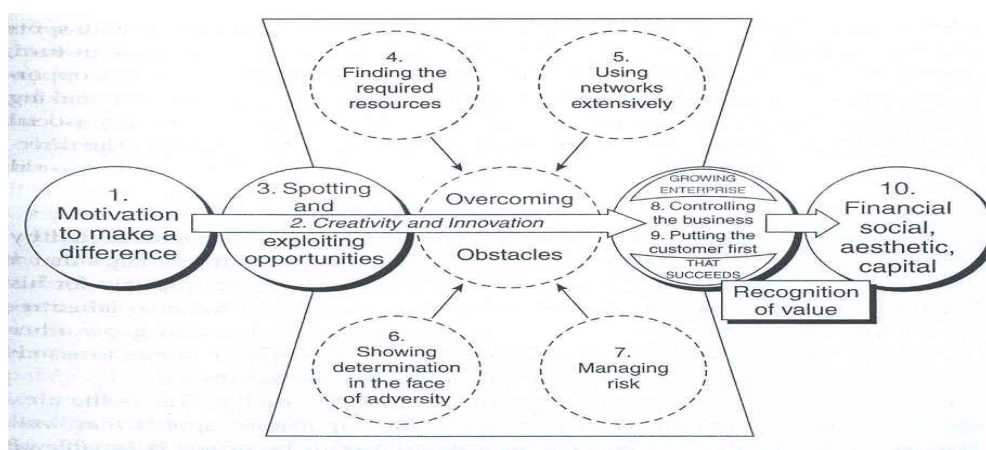 1.
Motivation
to make a
difference
3. Spotting
and
2. Creativity and Innovation
exploiting
opportunities
4.
Finding the
required
resources
5.
Using
networks
extensively
Overcoming
Obstacles
6.
Showing
determination
in the face
of adversity
7.
Managing
risk
GROWING
ENTERPRISE
8. Controlling
the business
9. Putting the
customer first
THAT
SUCCEEDS
10.
Financial
social,
aesthetic,
capital
Recognition
of value